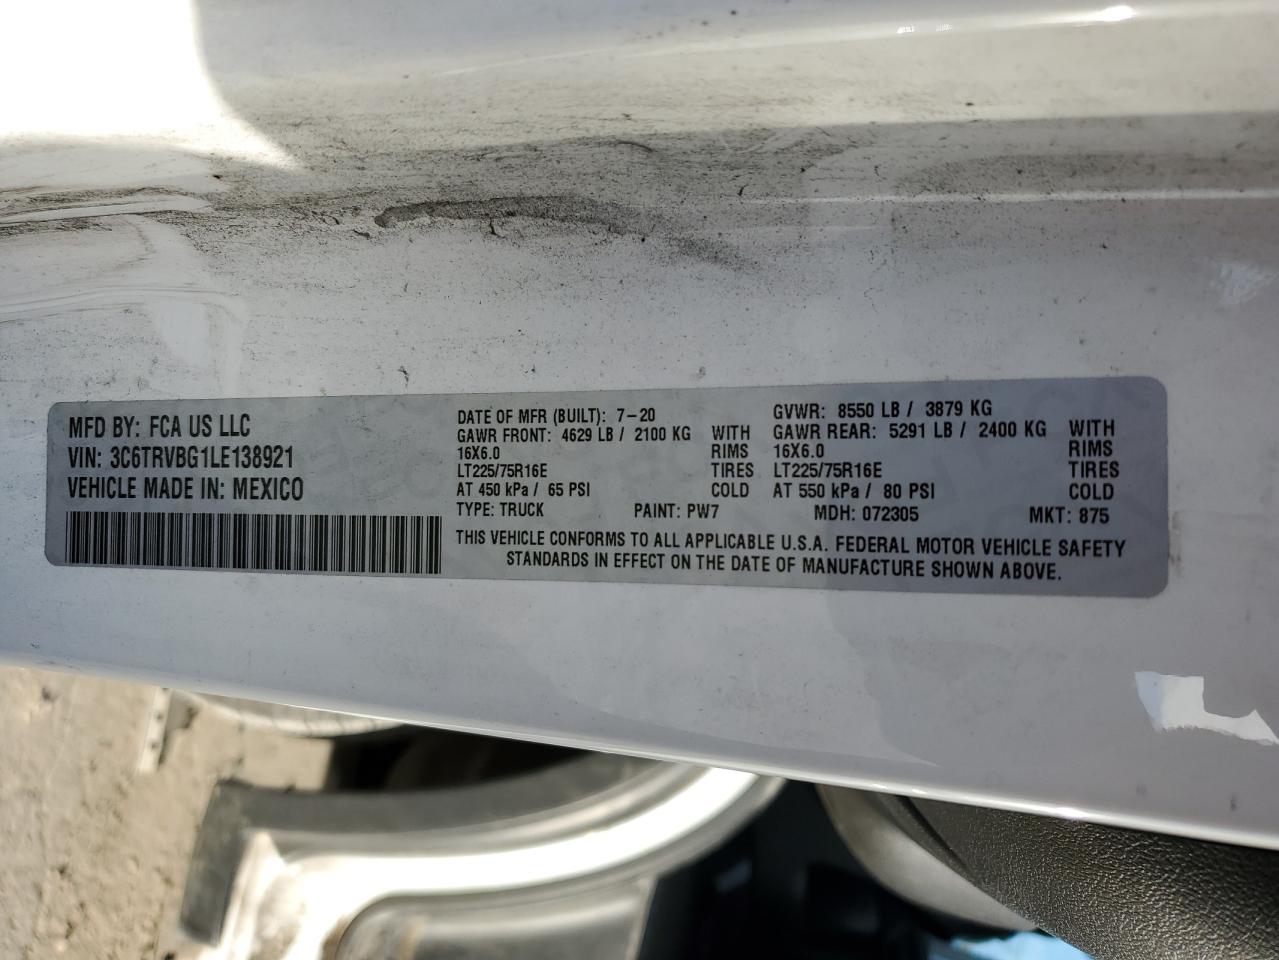 MFD BY: FCA US LLC
VIN: 3C6TRVBG1LE138921
VEHICLE MADE IN: MEXICO
DATE OF MFR (BUILT): 7-20
GVWR: 8550 LB / 3879 KG
GAWR FRONT: 4629 LB / 2100 KG WITH
16X6.0 RIMS
LT225/75R16E TIRES
AT 450 kPa / 65 PSI COLD
GAWR REAR: 5291 LB / 2400 KG WITH
16X6.0 RIMS
LT225/75R16E TIRES
AT 550 kPa / 80 PSI COLD
TYPE: TRUCK PAINT: PW7 MDH: 072305 MKT: 875
THIS VEHICLE CONFORMS TO ALL APPLICABLE U.S.A. FEDERAL MOTOR VEHICLE SAFETY
STANDARDS IN EFFECT ON THE DATE OF MANUFACTURE SHOWN ABOVE.